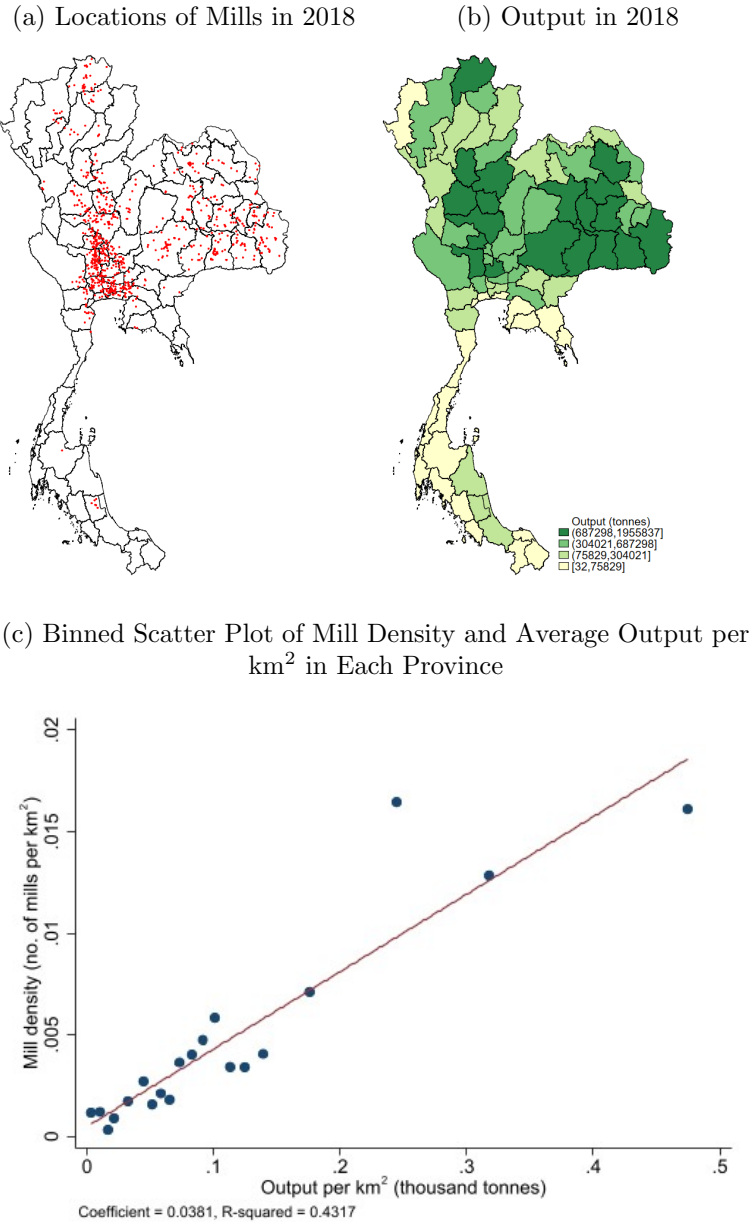 (a) Locations of Mills in 2018
(b) Output in 2018
Output (tonnes)
(687298,1955837]
(304021,687298]
(75829,304021]
[32,75829]
(c) Binned Scatter Plot of Mill Density and Average Output per
km² in Each Province
Mill density (no. of mills per km²)
.02
.015
.01
.005
0
0 .1 .2 .3 .4 .5
Output per km² (thousand tonnes)
Coefficient = 0.0381, R-squared = 0.4317